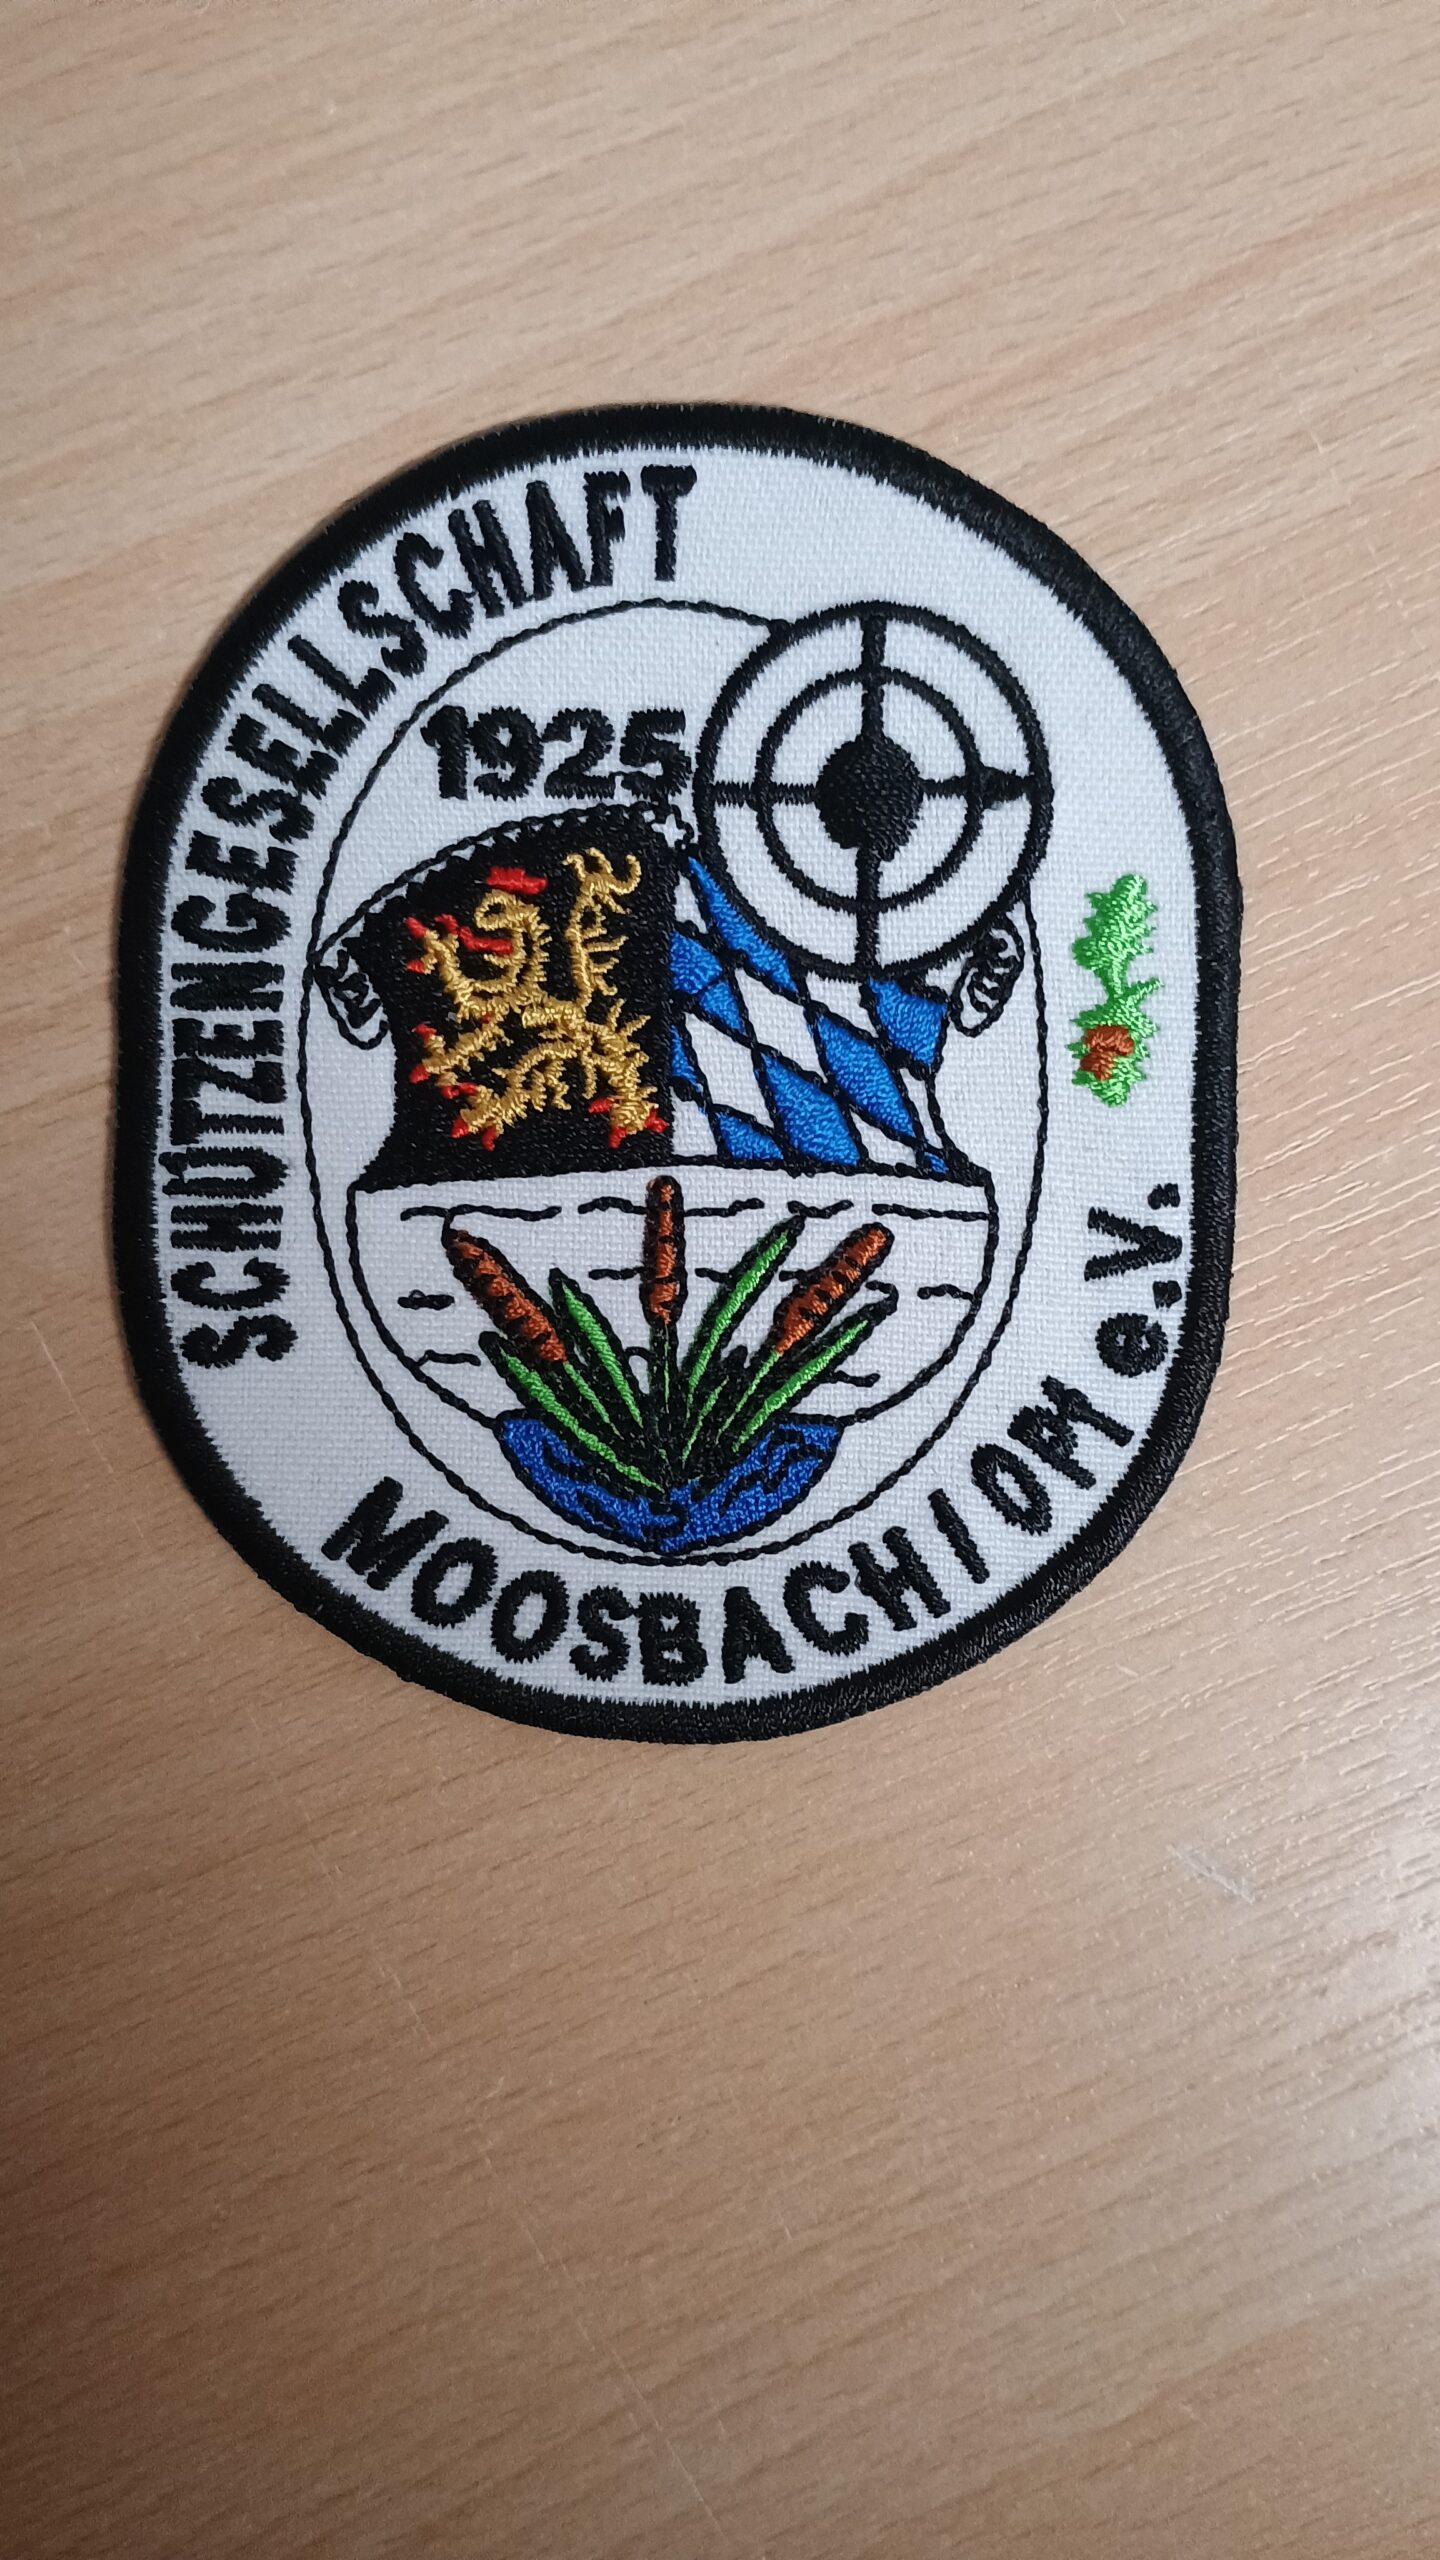 SCHÜTZENGESELLSCHAFT
1925
MOOSBACH / OPf e.V.